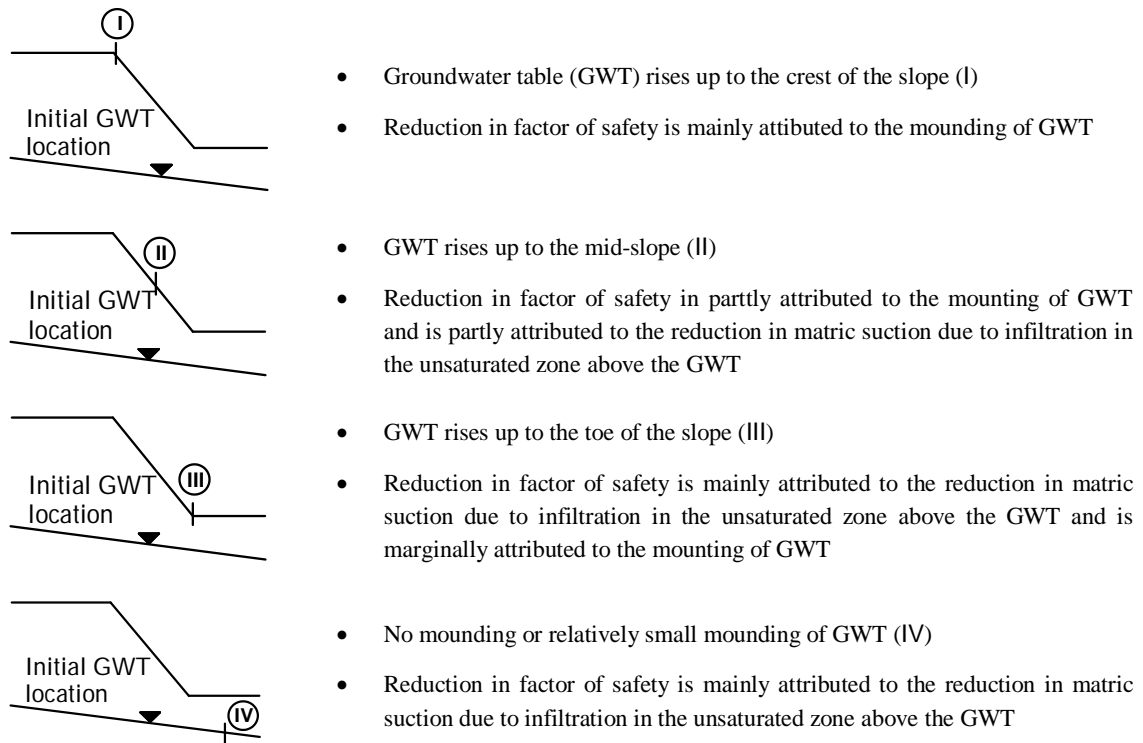 I
Initial GWT
location
• Groundwater table (GWT) rises up to the crest of the slope (I)
• Reduction in factor of safety is mainly attibuted to the mounding of GWT
II
Initial GWT
location
• GWT rises up to the mid-slope (II)
• Reduction in factor of safety in parttly attributed to the mounting of GWT
and is partly attributed to the reduction in matric suction due to infiltration in
the unsaturated zone above the GWT
III
Initial GWT
location
• GWT rises up to the toe of the slope (III)
• Reduction in factor of safety is mainly attributed to the reduction in matric
suction due to infiltration in the unsaturated zone above the GWT and is
marginally attributed to the mounting of GWT
Initial GWT
location
IV
• No mounding or relatively small mounding of GWT (IV)
• Reduction in factor of safety is mainly attributed to the reduction in matric
suction due to infiltration in the unsaturated zone above the GWT